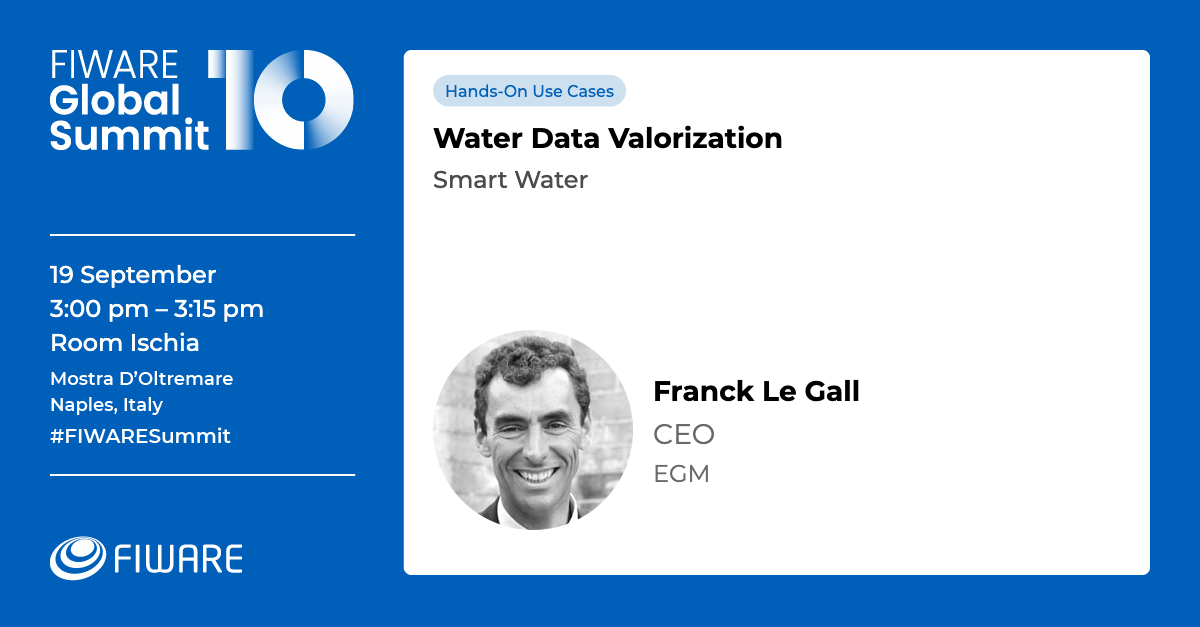 FIWARE
Global
Summit
10
19 September
3:00 pm – 3:15 pm
Room Ischia
Mostra D’Oltremare
Naples, Italy
#FIWARESummit
FIWARE
Hands-On Use Cases
Water Data Valorization
Smart Water
Franck Le Gall
CEO
EGM